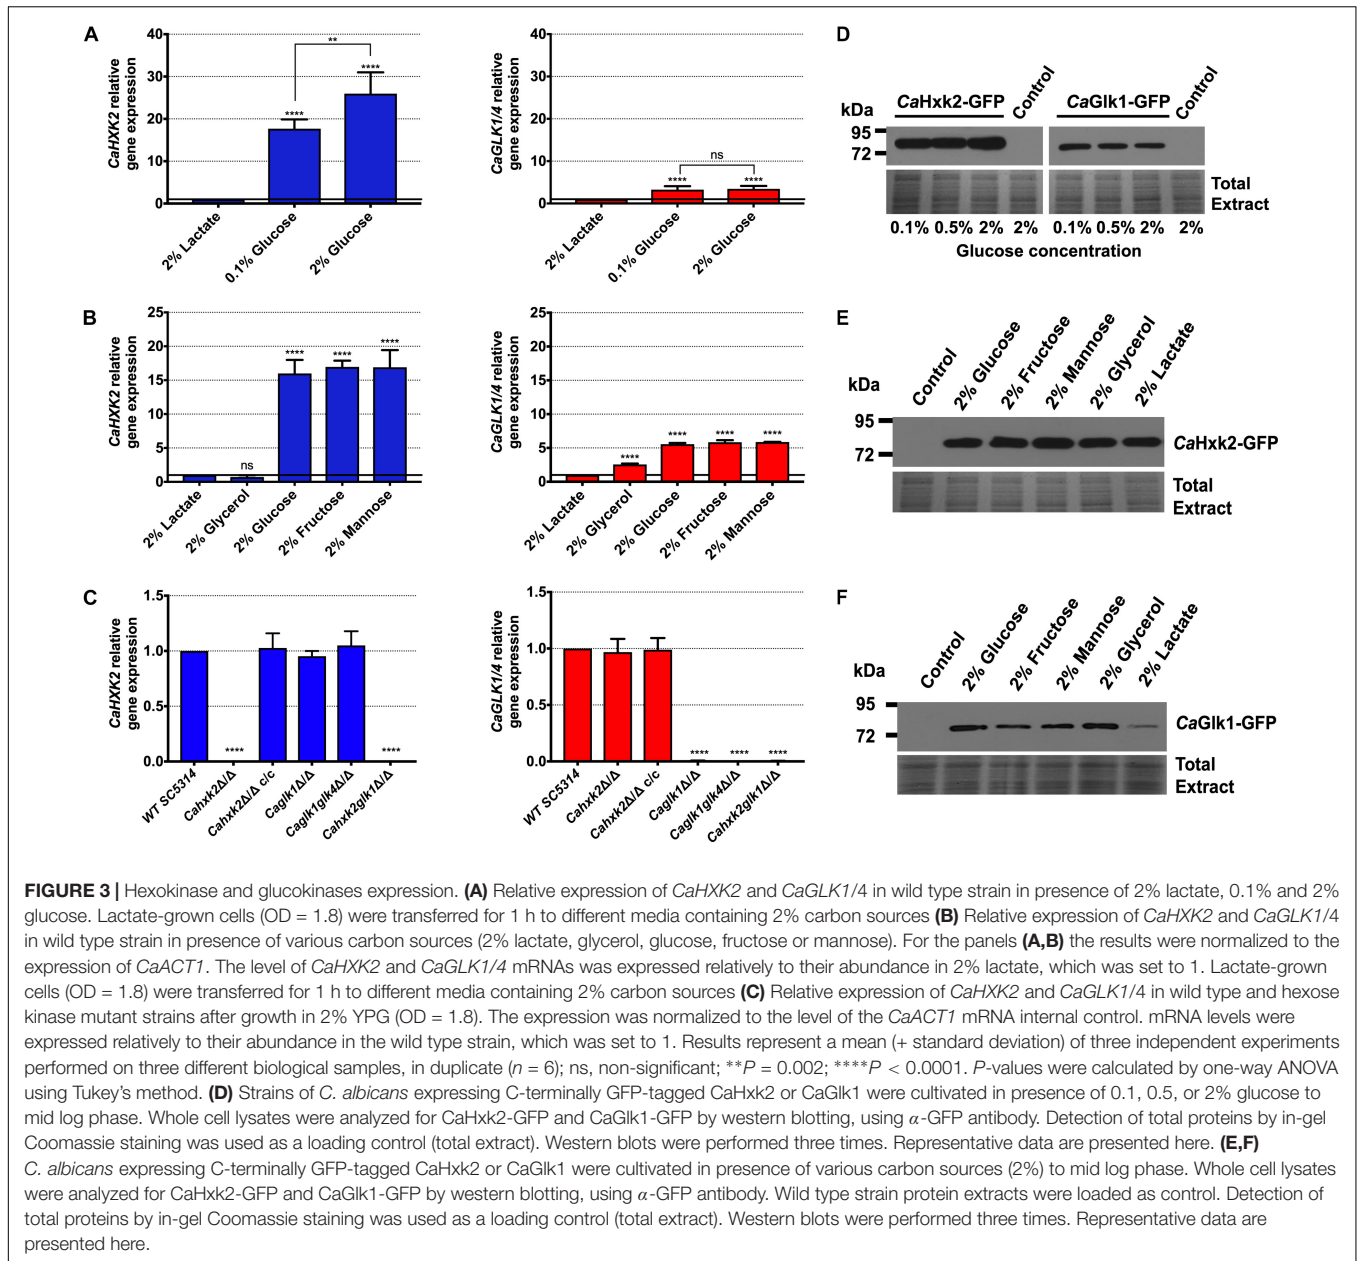 A
CaHXK2 relative
gene expression
40
30
20
10
0
**
****
****
2% Lactate
0.1% Glucose
2% Glucose
CaGLK1/4 relative
gene expression
40
30
20
10
0
ns
****
****
2% Lactate
0.1% Glucose
2% Glucose
D
kDa
CaHxk2-GFP
Control
CaGlk1-GFP
Control
95
72
Total
Extract
0.1% 0.5% 2% 2% 0.1% 0.5% 2% 2%
Glucose concentration
B
CaHXK2 relative
gene expression
25
20
15
10
5
0
ns
****
****
****
2% Lactate
2% Glycerol
2% Glucose
2% Fructose
2% Mannose
CaGLK1/4 relative
gene expression
25
20
15
10
5
0
****
****
****
****
2% Lactate
2% Glycerol
2% Glucose
2% Fructose
2% Mannose
E
kDa
Control
2% Glucose
2% Fructose
2% Mannose
2% Glycerol
2% Lactate
95
72
CaHxk2-GFP
Total
Extract
C
CaHXK2 relative
gene expression
1.5
1.0
0.5
0.0
****
****
WT SC5314
Cahxk2Δ/Δ
Cahxk2Δ/Δ c/c
Caglk1Δ/Δ
Caglk1glk4Δ/Δ
Cahxk2glk1Δ/Δ
CaGLK1/4 relative
gene expression
1.5
1.0
0.5
0.0
****
****
****
WT SC5314
Cahxk2Δ/Δ
Cahxk2Δ/Δ c/c
Caglk1Δ/Δ
Caglk1glk4Δ/Δ
Cahxk2glk1Δ/Δ
F
kDa
Control
2% Glucose
2% Fructose
2% Mannose
2% Glycerol
2% Lactate
95
72
CaGlk1-GFP
Total
Extract
FIGURE 3 | Hexokinase and glucokinases expression. (A) Relative expression of CaHXK2 and CaGLK1/4 in wild type strain in presence of 2% lactate, 0.1% and 2%
glucose. Lactate-grown cells (OD = 1.8) were transferred for 1 h to different media containing 2% carbon sources (B) Relative expression of CaHXK2 and CaGLK1/4
in wild type strain in presence of various carbon sources (2% lactate, glycerol, glucose, fructose or mannose). For the panels (A,B) the results were normalized to the
expression of CaACT1. The level of CaHXK2 and CaGLK1/4 mRNAs was expressed relatively to their abundance in 2% lactate, which was set to 1. Lactate-grown
cells (OD = 1.8) were transferred for 1 h to different media containing 2% carbon sources (C) Relative expression of CaHXK2 and CaGLK1/4 in wild type and hexose
kinase mutant strains after growth in 2% YPG (OD = 1.8). The expression was normalized to the level of the CaACT1 mRNA internal control. mRNA levels were
expressed relatively to their abundance in the wild type strain, which was set to 1. Results represent a mean (+ standard deviation) of three independent experiments
performed on three different biological samples, in duplicate (n = 6); ns, non-significant; **P = 0.002; ****P < 0.0001. P-values were calculated by one-way ANOVA
using Tukey's method. (D) Strains of C. albicans expressing C-terminally GFP-tagged CaHxk2 or CaGlk1 were cultivated in presence of 0.1, 0.5, or 2% glucose to
mid log phase. Whole cell lysates were analyzed for CaHxk2-GFP and CaGlk1-GFP by western blotting, using α-GFP antibody. Detection of total proteins by in-gel
Coomassie staining was used as a loading control (total extract). Western blots were performed three times. Representative data are presented here. (E,F)
C. albicans expressing C-terminally GFP-tagged CaHxk2 or CaGlk1 were cultivated in presence of various carbon sources (2%) to mid log phase. Whole cell lysates
were analyzed for CaHxk2-GFP and CaGlk1-GFP by western blotting, using α-GFP antibody. Wild type strain protein extracts were loaded as control. Detection of
total proteins by in-gel Coomassie staining was used as a loading control (total extract). Western blots were performed three times. Representative data are
presented here.